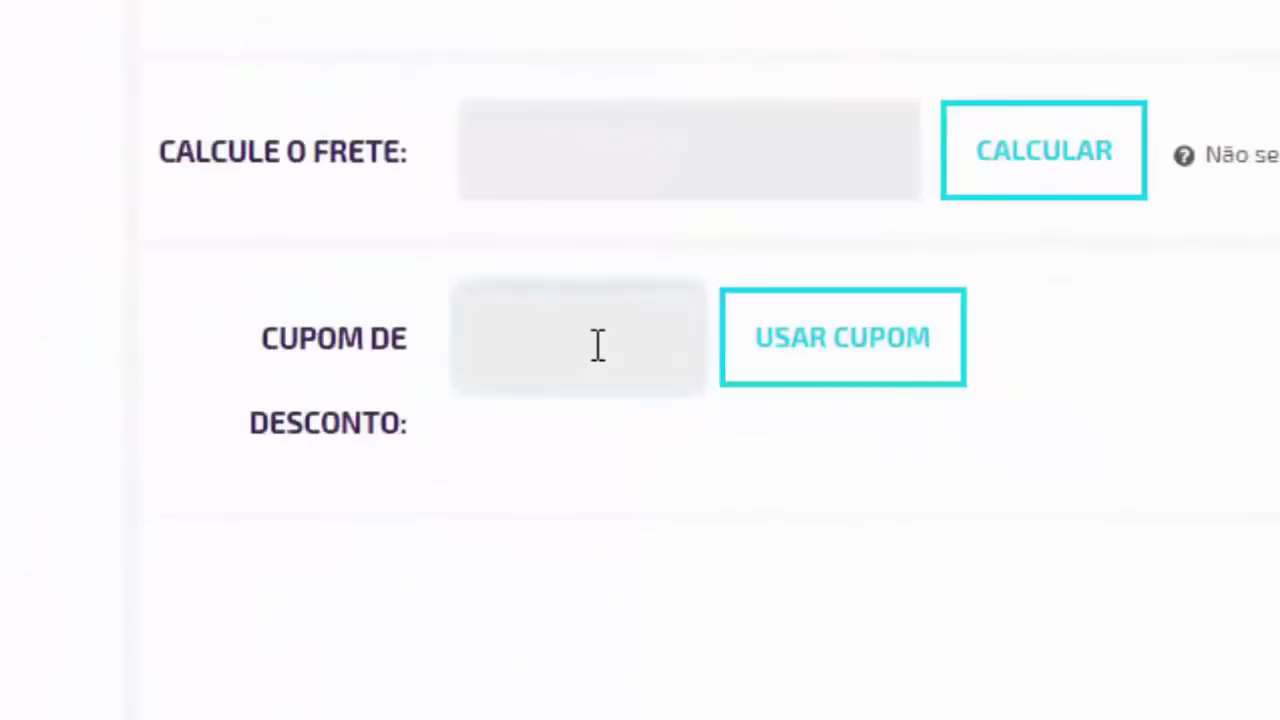 CALCULE O FRETE:
CALCULAR
Não se
CUPOM DE
DESCONTO:
USAR CUPOM